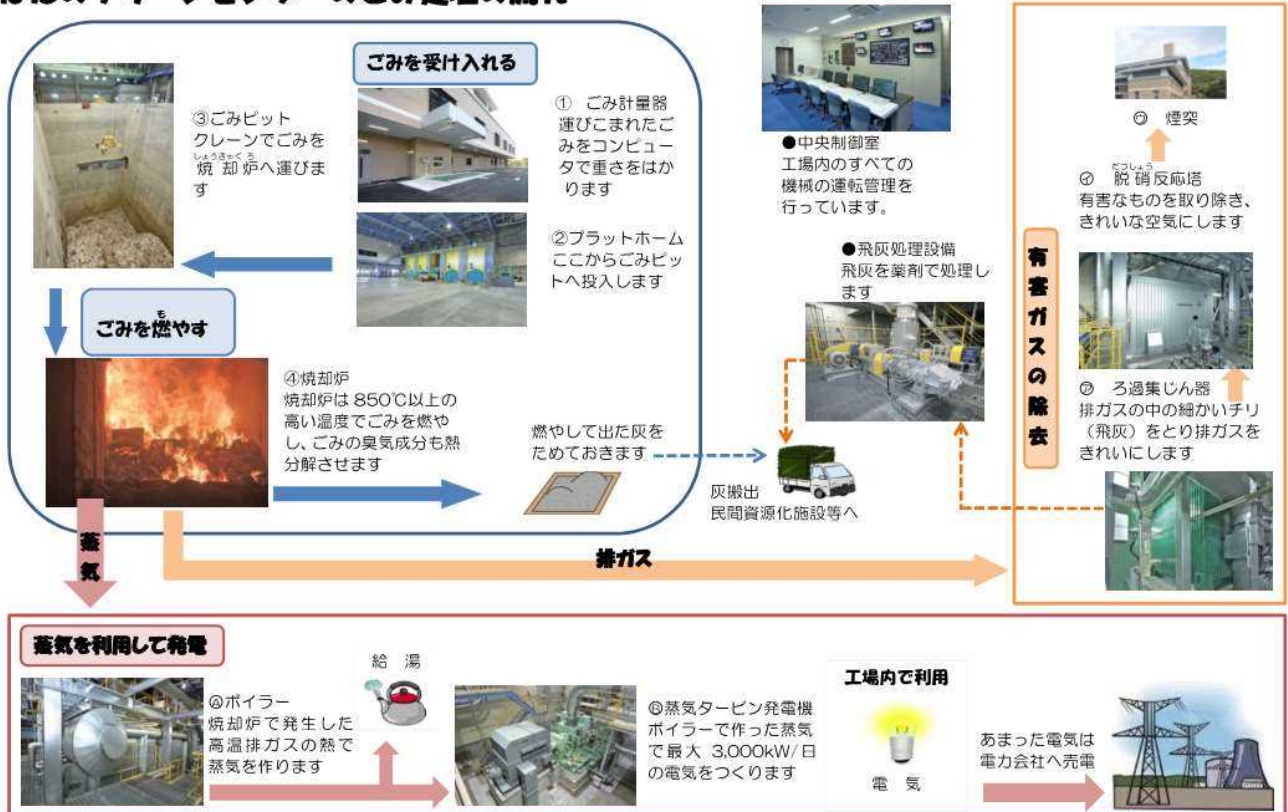 ごみを受け入れる
① ごみ計量器
運びこまれたご
みをコンピュー
タで重さをはか
ります
②プラットホーム
ここからごみピッ
トへ投入します
③ごみピット
クレーンでごみを
しょうきゃくろ
焼却炉へ運びま
す
も
ごみを燃やす
④焼却炉
焼却炉は850℃以上の
高い温度でごみを燃や
し、ごみの臭気成分も熱
分解させます
燃やして出た灰を
ためておきます
灰搬出
民間資源化施設等へ
●中央制御室
工場内のすべての
機械の運転管理を
行っています。
●飛灰処理設備
飛灰を薬剤で処理し
ます
排ガス
有害ガスの除去
㋒ 煙突
だっしょう
㋑ 脱硝反応塔
有害なものを取り除き、
きれいな空気にします
㋐ ろ過集じん器
排ガスの中の細かいチリ
（飛灰）をとり排ガスを
きれいにします
蒸気
蒸気を利用して発電
Ⓐボイラー
焼却炉で発生した
高温排ガスの熱で
蒸気を作ります
給 湯
Ⓑ蒸気タービン発電機
ボイラーで作った蒸気
で最大 3,000kW/日
の電気をつくります
工場内で利用
電 気
あまった電気は
電力会社へ売電